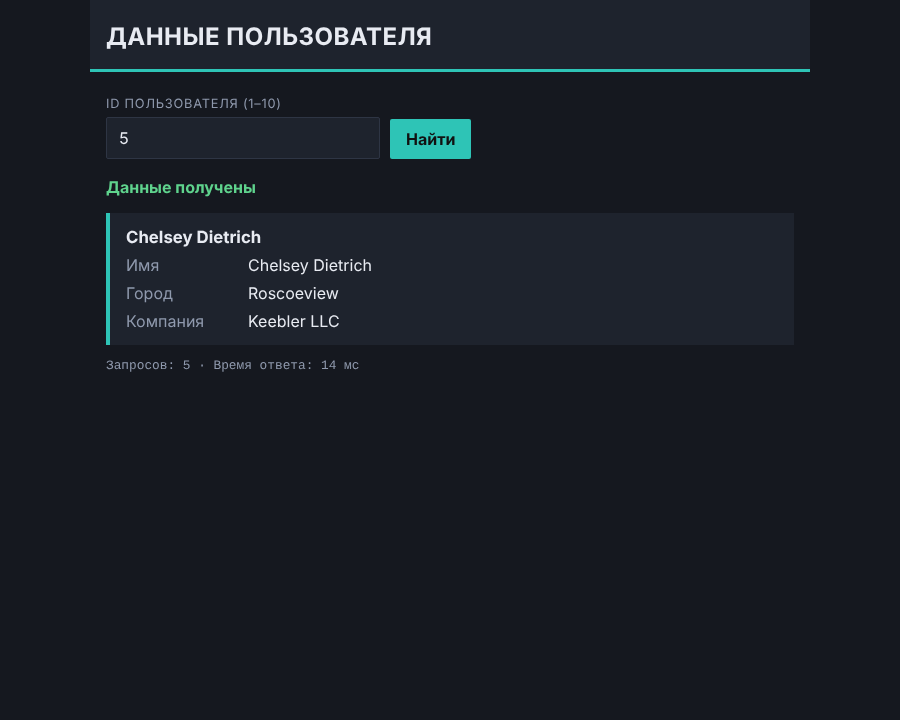 ДАННЫЕ ПОЛЬЗОВАТЕЛЯ
ID ПОЛЬЗОВАТЕЛЯ (1–10)
5 Найти
Данные получены
Chelsey Dietrich
Имя Chelsey Dietrich
Город Roscoeview
Компания Keebler LLC
Запросов: 5 · Время ответа: 14 мс